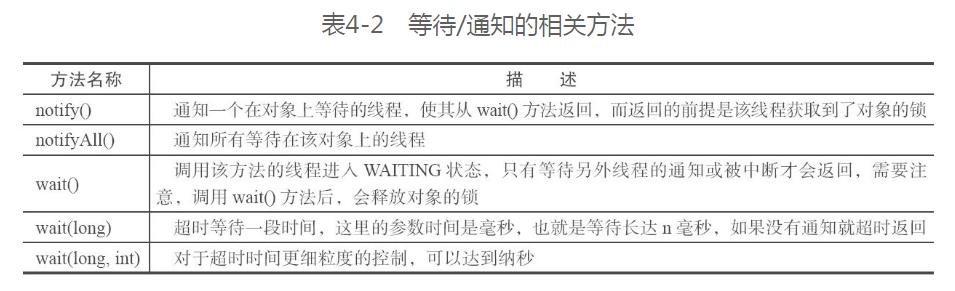 表4-2 等待/通知的相关方法
方法名称 描 述
notify() 通知一个在对象上等待的线程，使其从 wait() 方法返回，而返回的前提是该线程获取到了对象的锁
notifyAll() 通知所有等待在该对象上的线程
wait() 调用该方法的线程进入 WAITING 状态，只有等待另外线程的通知或被中断才会返回，需要注
意，调用 wait() 方法后，会释放对象的锁
wait(long) 超时等待一段时间，这里的参数时间是毫秒，也就是等待长达 n 毫秒，如果没有通知就超时返回
wait(long, int) 对于超时时间更细粒度的控制，可以达到纳秒